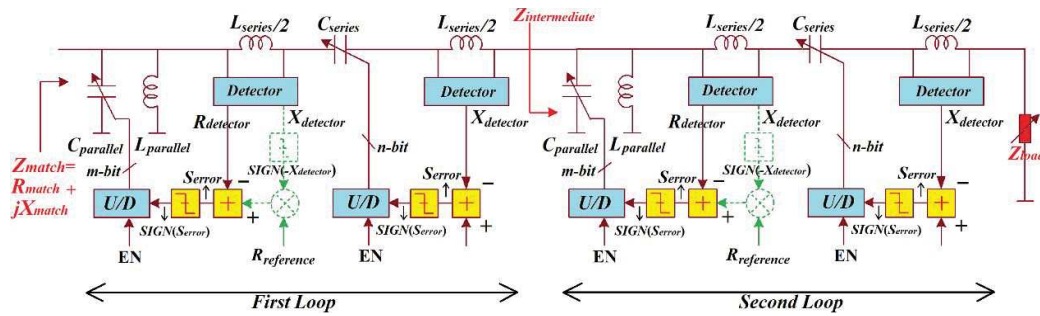 Lseries/2
Cseries
Lseries/2
Zintermediate
Lseries/2
Cseries
Lseries/2
Detector
Detector
Detector
Detector
Rdetector
Xdetector
Xdetector
Rdetector
Xdetector
Xdetector
Cparallel
Lparallel
n-bit
Cparallel
Lparallel
n-bit
Zload
Zmatch=
Rmatch +
jXmatch
m-bit
SIGN(-Xdetector)
Serror
Serror
m-bit
SIGN(-Xdetector)
Serror
Serror
U/D
+
−
+
U/D
+
−
+
U/D
+
−
+
U/D
+
−
+
SIGN(Serror)
SIGN(Serror)
SIGN(Serror)
SIGN(Serror)
EN
Rreference
EN
EN
Rreference
EN
First Loop
Second Loop